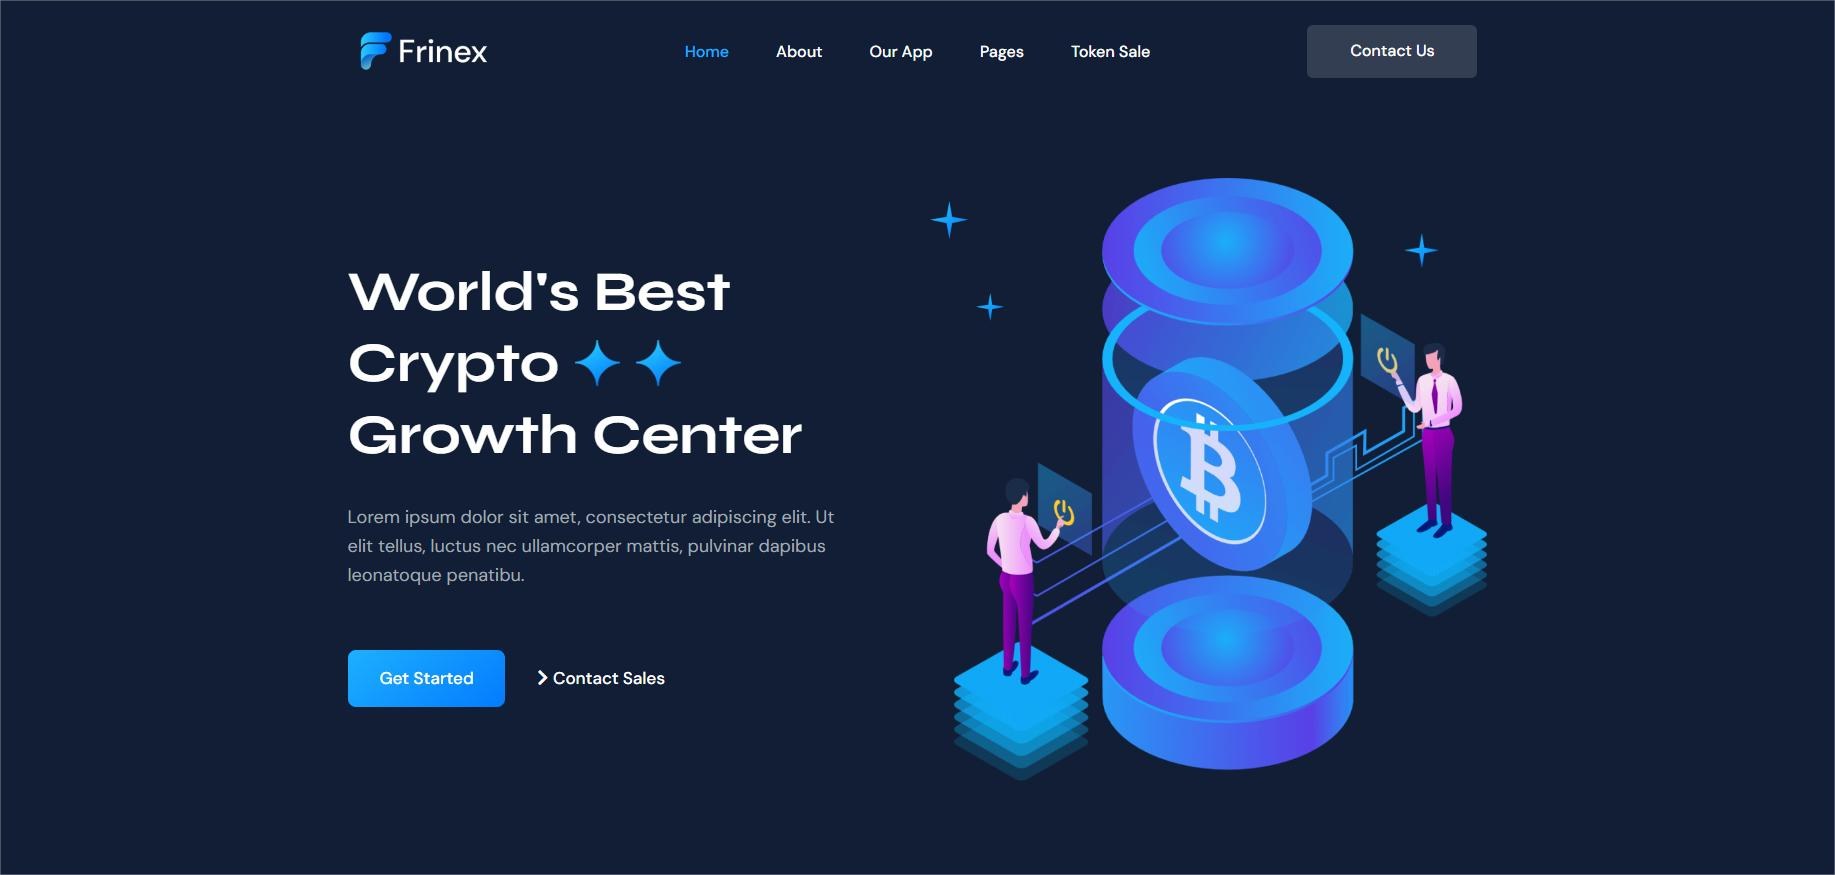 Frinex
Home
About
Our App
Pages
Token Sale
Contact Us
World's Best
Crypto
Growth Center
Lorem ipsum dolor sit amet, consectetur adipiscing elit. Ut
elit tellus, luctus nec ullamcorper mattis, pulvinar dapibus
leonatoque penatibu.
Get Started
Contact Sales